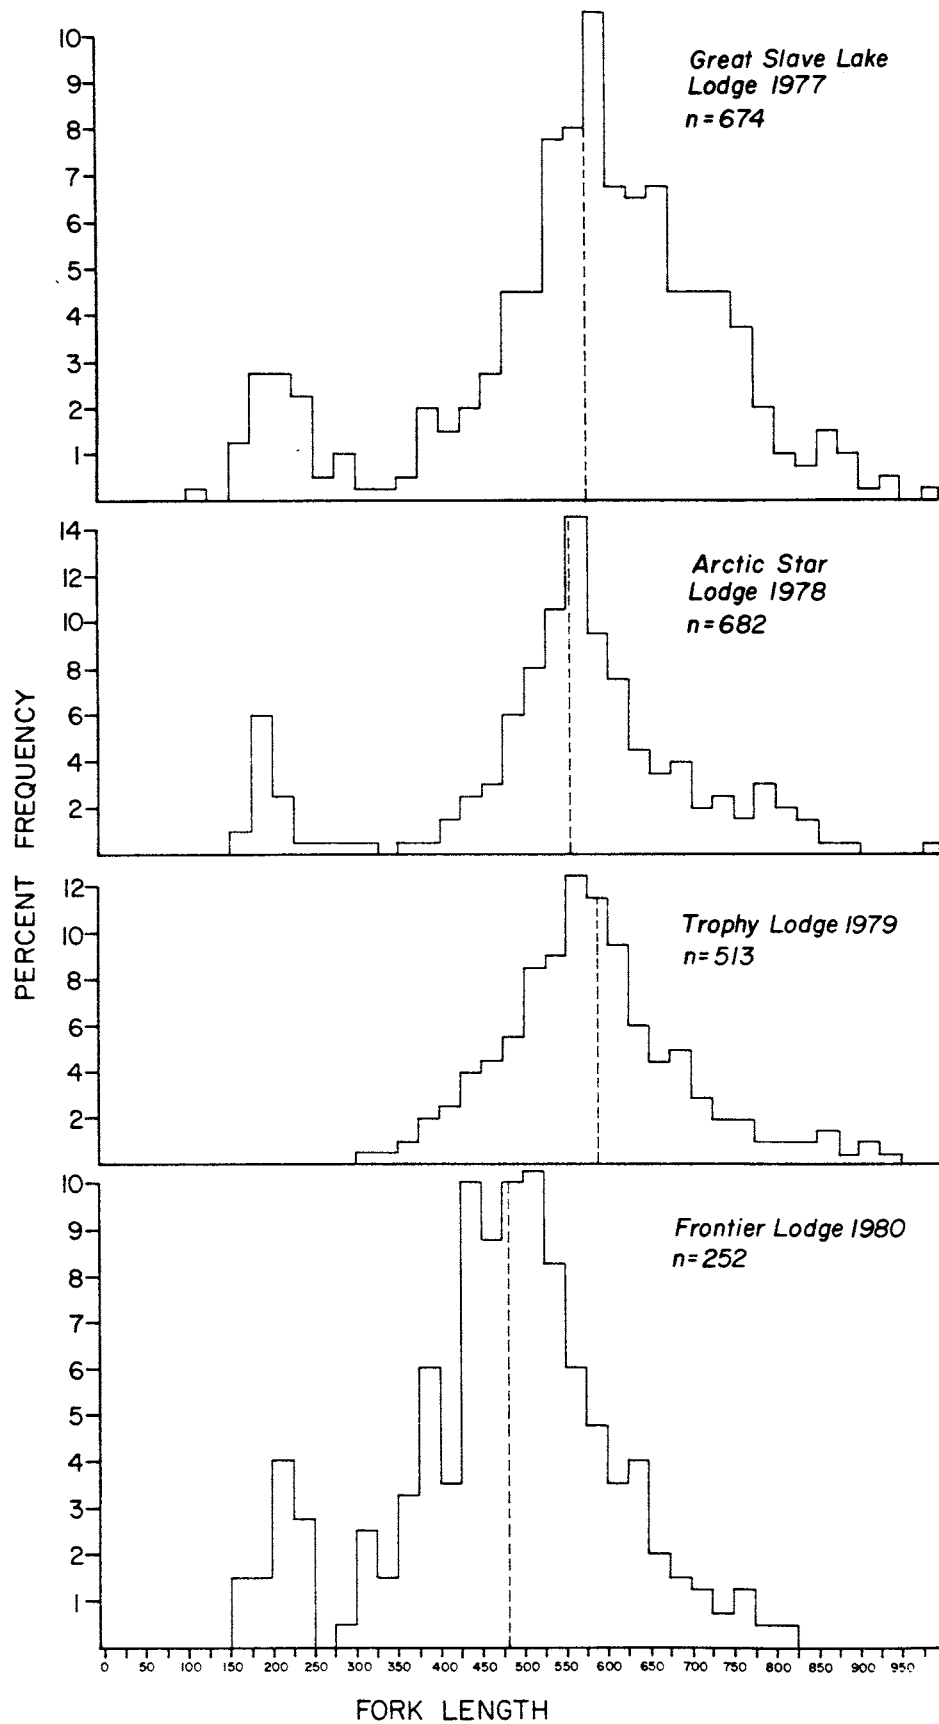 10
9
8
7
6
5
4
3
2
1
Great Slave Lake
Lodge 1977
n=674
14
12
10
8
6
4
2
Arctic Star
Lodge 1978
n=682
12
10
8
6
4
2
Trophy Lodge 1979
n=513
10
9
8
7
6
5
4
3
2
1
Frontier Lodge 1980
n=252
PERCENT FREQUENCY
0 50 100 150 200 250 300 350 400 450 500 550 600 650 700 750 800 850 900 950
FORK LENGTH